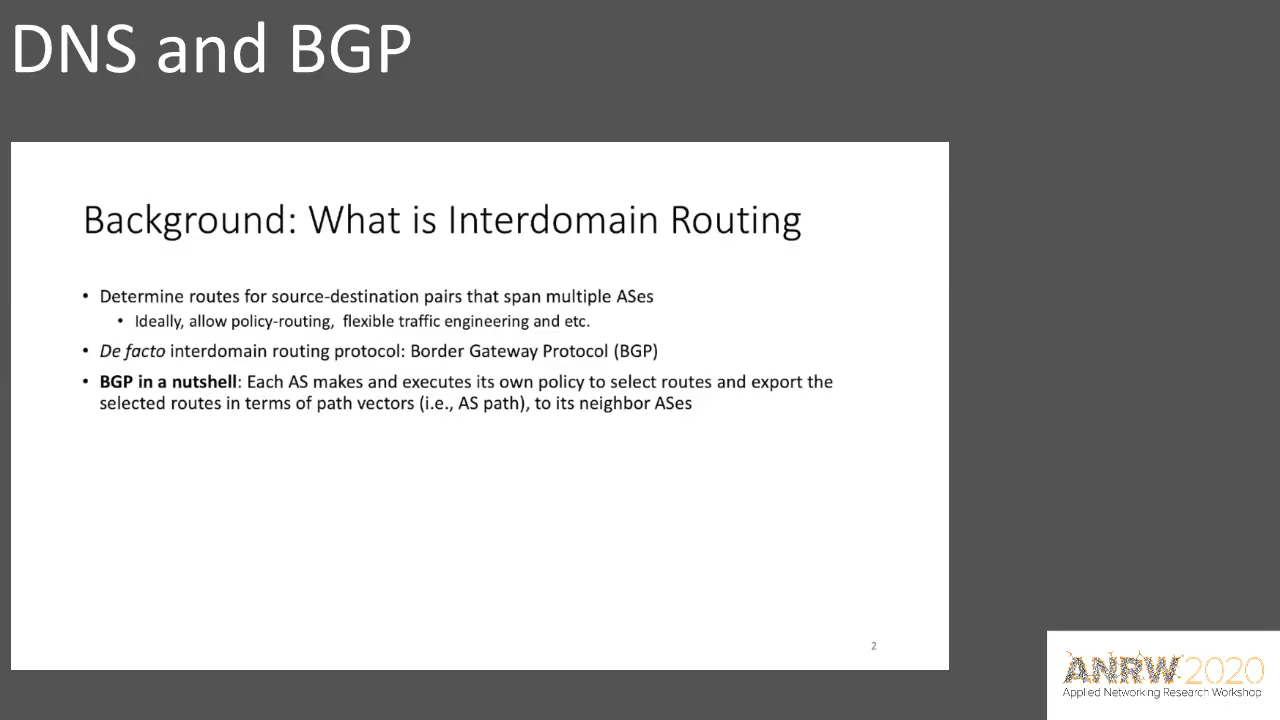 DNS and BGP
Background: What is Interdomain Routing
• Determine routes for source-destination pairs that span multiple ASes
• Ideally, allow policy-routing, flexible traffic engineering and etc.
• De facto interdomain routing protocol: Border Gateway Protocol (BGP)
• BGP in a nutshell: Each AS makes and executes its own policy to select routes and export the
selected routes in terms of path vectors (i.e., AS path), to its neighbor ASes
2
ANRW 2020
Applied Networking Research Workshop